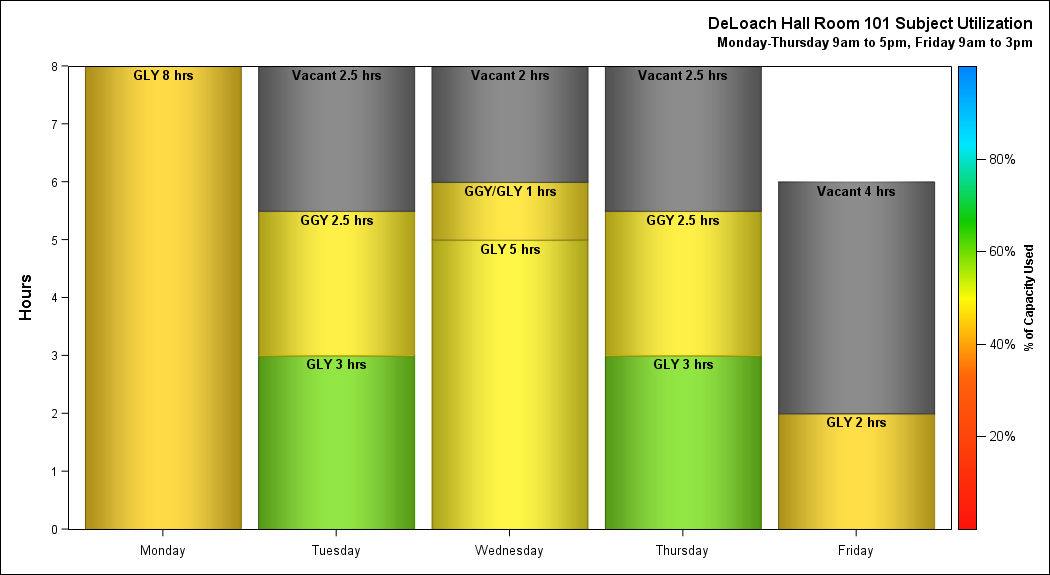 DeLoach Hall Room 101 Subject Utilization
Monday-Thursday 9am to 5pm, Friday 9am to 3pm
Hours
8
7
6
5
4
3
2
1
0
GLY 8 hrs
Vacant 2.5 hrs
GGY 2.5 hrs
GLY 3 hrs
Vacant 2 hrs
GGY/GLY 1 hrs
GLY 5 hrs
Vacant 2.5 hrs
GGY 2.5 hrs
GLY 3 hrs
Vacant 4 hrs
GLY 2 hrs
Monday
Tuesday
Wednesday
Thursday
Friday
80%
60%
40%
20%
% of Capacity Used